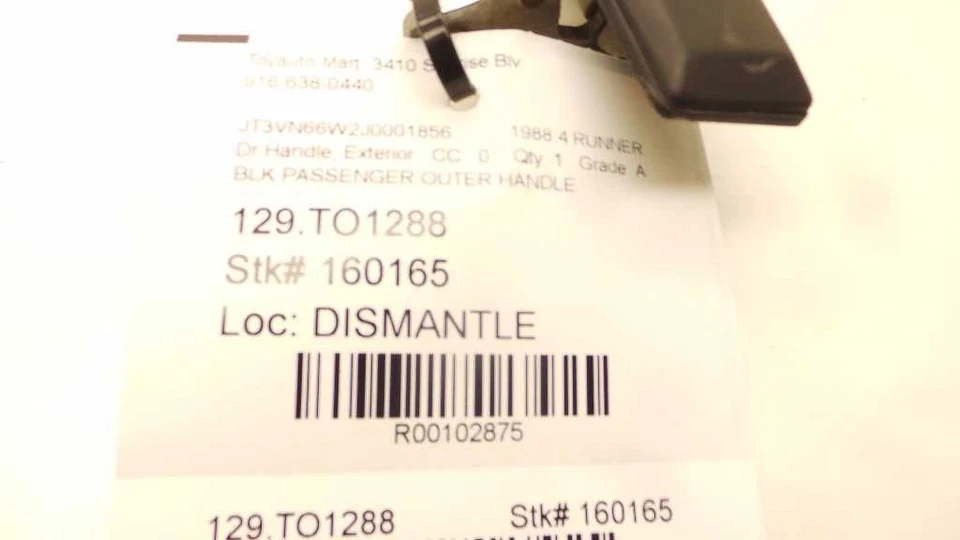 Toyauto Mart 3410 Blv
916-638-0440
JT3VN66W2J0001856 1988 4 RUNNER
Dr Handle, Exterior CC 0 Qty 1 Grade A
BLK PASSENGER OUTER HANDLE
129.TO1288
Stk# 160165
Loc: DISMANTLE
R00102875
129.TO1288 Stk# 160165